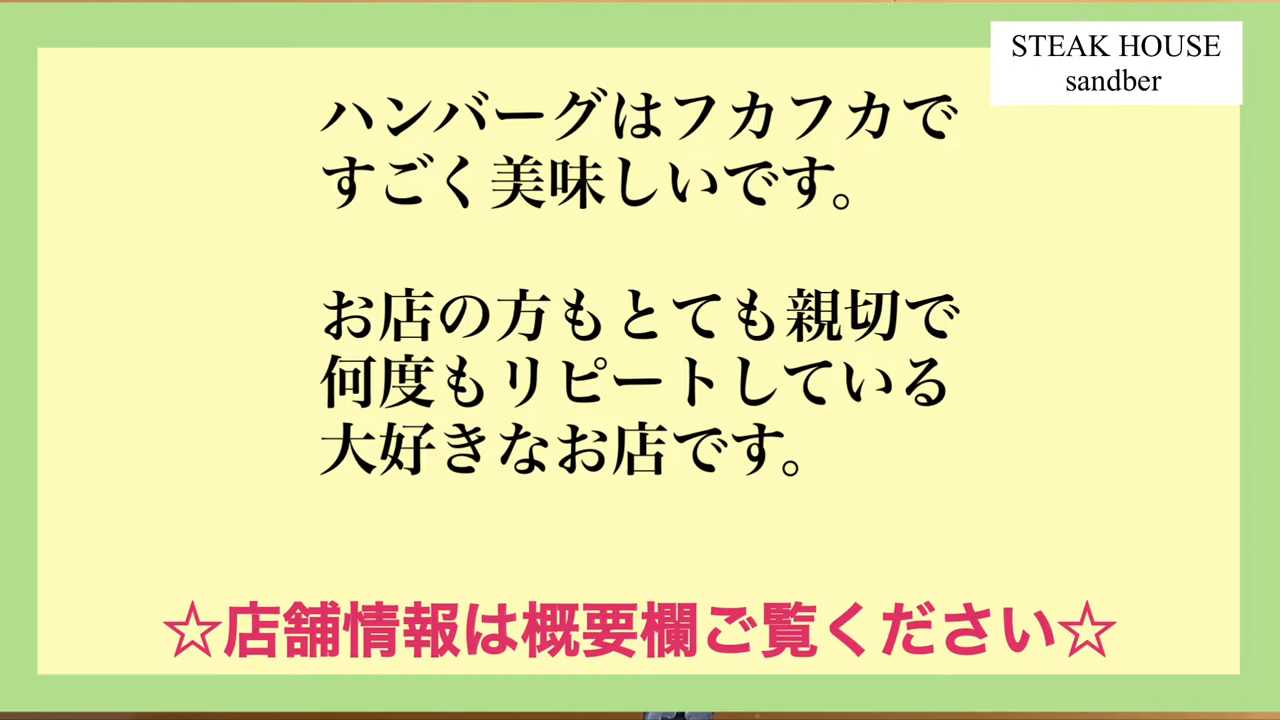 STEAK HOUSE
sandber
ハンバーグはフカフカで
すごく美味しいです。
お店の方もとても親切で
何度もリピートしている
大好きなお店です。
☆店舗情報は概要欄ご覧ください☆